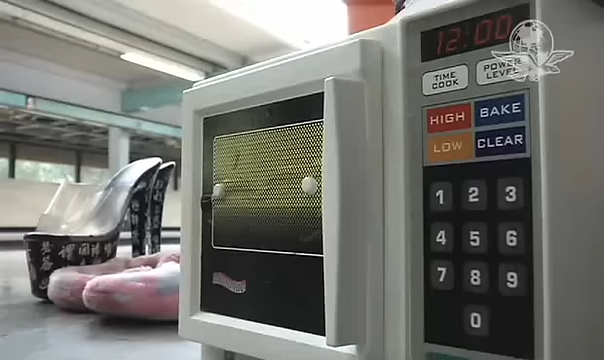 12:00
TIME COOK
POWER LEVEL
HIGH BAKE
LOW CLEAR
1 2 3
4 5 6
7 8 9
0